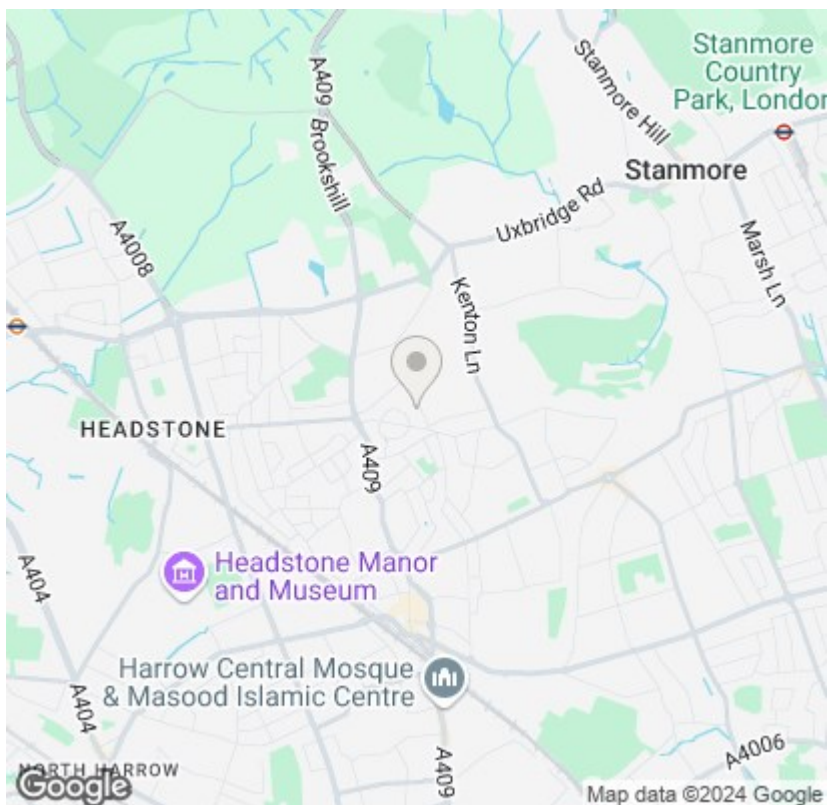 Stanmore
Country
Park, London
Stanmore Hill
A409
Brookshill
Stanmore
Uxbridge Rd
A4008
Marsh Ln
Kenton Ln
HEADSTONE
A409
Headstone Manor
and Museum
A404
Harrow Central Mosque
& Masood Islamic Centre
A404
A4006
NORTH HARROW
A409
Google
Map data ©2024 Google